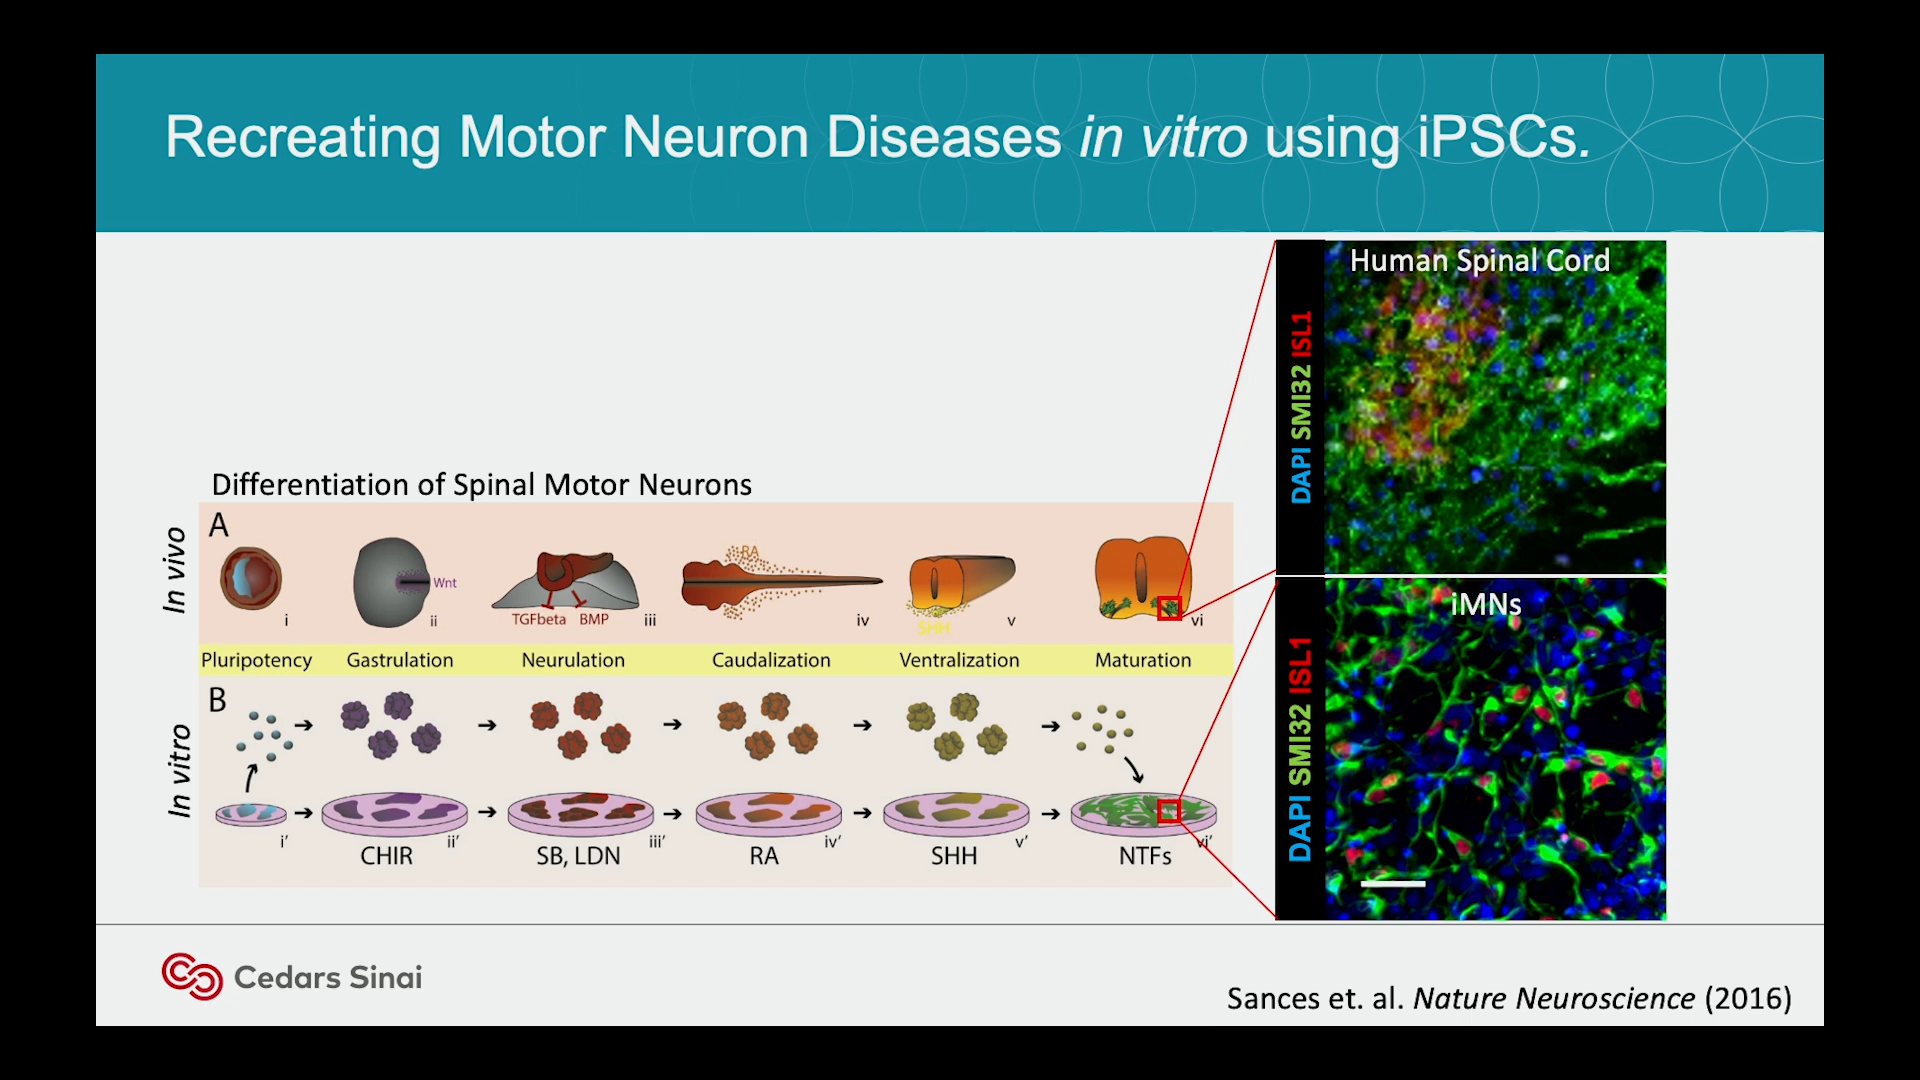 Recreating Motor Neuron Diseases in vitro using iPSCs.
Human Spinal Cord
DAPI SMI32 ISL1
Differentiation of Spinal Motor Neurons
In vivo
A
i
Wnt
ii
TGFbeta BMP
iii
RA
iv
SHH
v
vi
Pluripotency Gastrulation Neurulation Caudalization Ventralization Maturation
In vitro
B
i' ii' iii' iv' v' vi'
CHIR SB, LDN RA SHH NTFs
iMNs
DAPI SMI32 ISL1
Cedars Sinai
Sances et. al. Nature Neuroscience (2016)